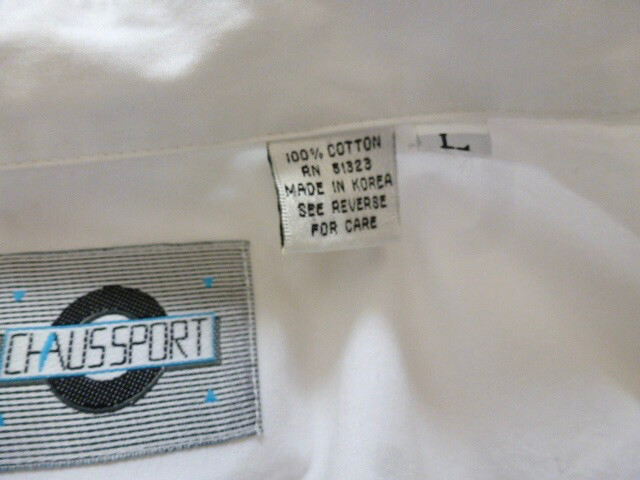 100% COTTON
RN 51323
MADE IN KOREA
SEE REVERSE
FOR CARE
L
CHAUSSPORT